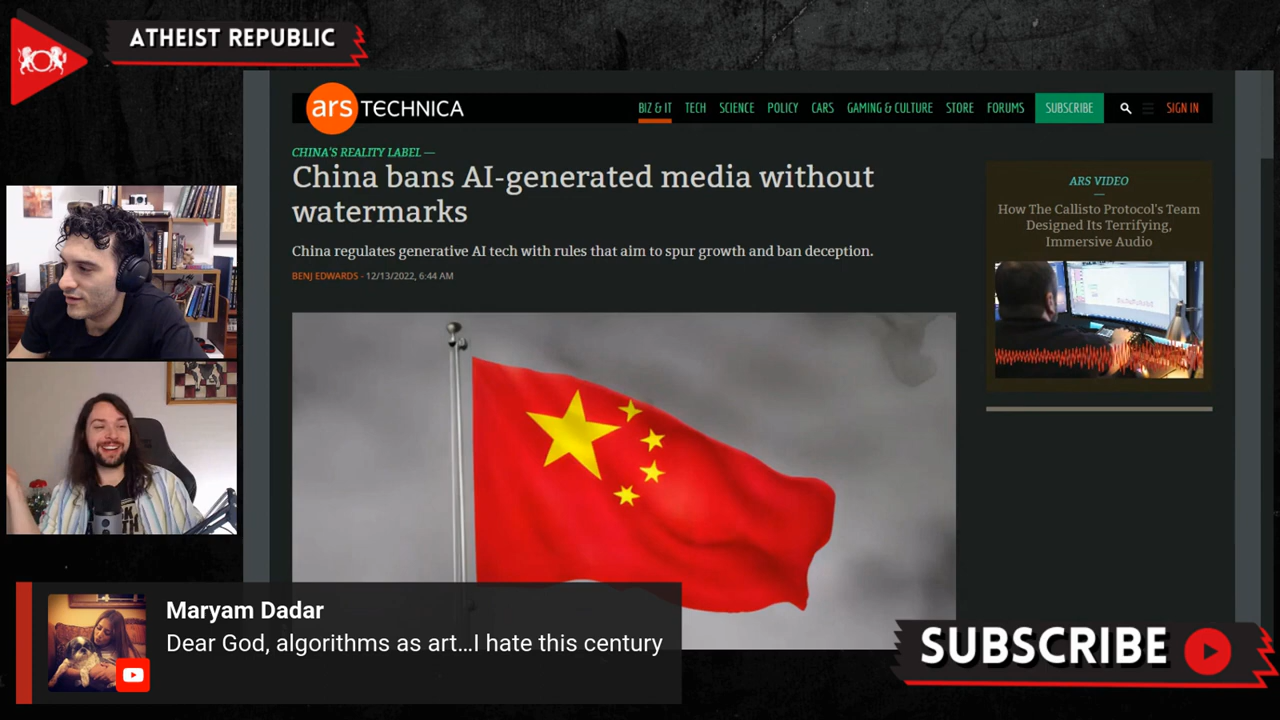 ATHEIST REPUBLIC
ars TECHNICA
BIZ & IT TECH SCIENCE POLICY CARS GAMING & CULTURE STORE FORUMS SUBSCRIBE SIGN IN
CHINA'S REALITY LABEL —
China bans AI-generated media without
watermarks
China regulates generative AI tech with rules that aim to spur growth and ban deception.
BENJ EDWARDS - 12/13/2022, 6:44 AM
ARS VIDEO
How The Callisto Protocol's Team
Designed Its Terrifying,
Immersive Audio
Maryam Dadar
Dear God, algorithms as art...I hate this century
SUBSCRIBE